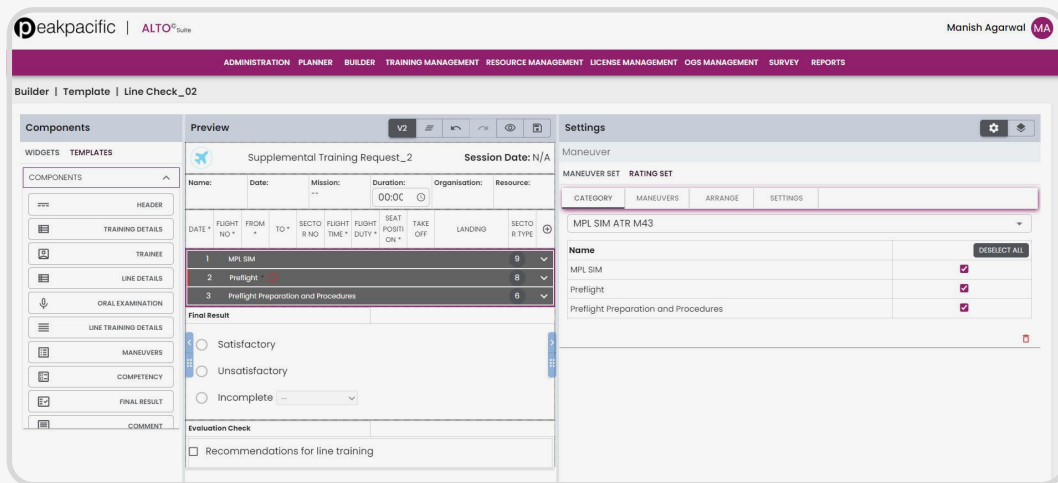 peakpacific | ALTO© Suite
Manish Agarwal MA
ADMINISTRATION PLANNER BUILDER TRAINING MANAGEMENT RESOURCE MANAGEMENT LICENSE MANAGEMENT OGS MANAGEMENT SURVEY REPORTS
Builder | Template | Line Check_02
Components
WIDGETS TEMPLATES
COMPONENTS
HEADER
TRAINING DETAILS
TRAINEE
LINE DETAILS
ORAL EXAMINATION
LINE TRAINING DETAILS
MANEUVERS
COMPETENCY
FINAL RESULT
COMMENT
Preview V2
Supplemental Training Request_2 Session Date: N/A
Name: Date: Mission: Duration: Organisation: Resource:
-- 00:00
DATE * FLIGHT NO * FROM * TO * SECTO R NO FLIGHT TIME * FLIGHT DUTY * SEAT POSITI ON * TAKE OFF LANDING SECTO R TYPE
1 MPL SIM 9
2 Preflight * 8
3 Preflight Preparation and Procedures 6
Final Result
Satisfactory
Unsatisfactory
Incomplete --
Evaluation Check
Recommendations for line training
Settings
Maneuver
MANEUVER SET RATING SET
CATEGORY MANEUVERS ARRANGE SETTINGS
MPL SIM ATR M43
Name DESELECT ALL
MPL SIM
Preflight
Preflight Preparation and Procedures